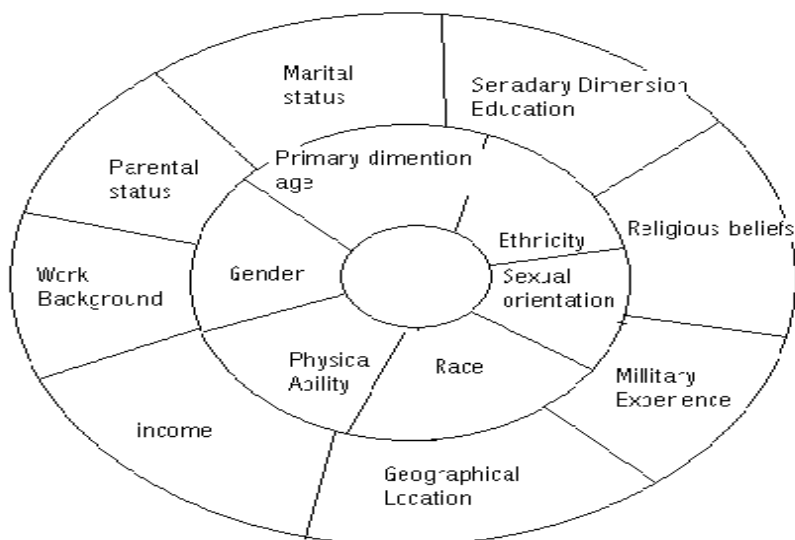 Marital
status
Seradary Dimersion
Education
Parental
status
Primary dimention
age
Religious beliefs
Ethricity
Work
Background
Gender
Sexual
orientation
Physica
Ability
Race
Millitary
Experence
income
Geographical
Location